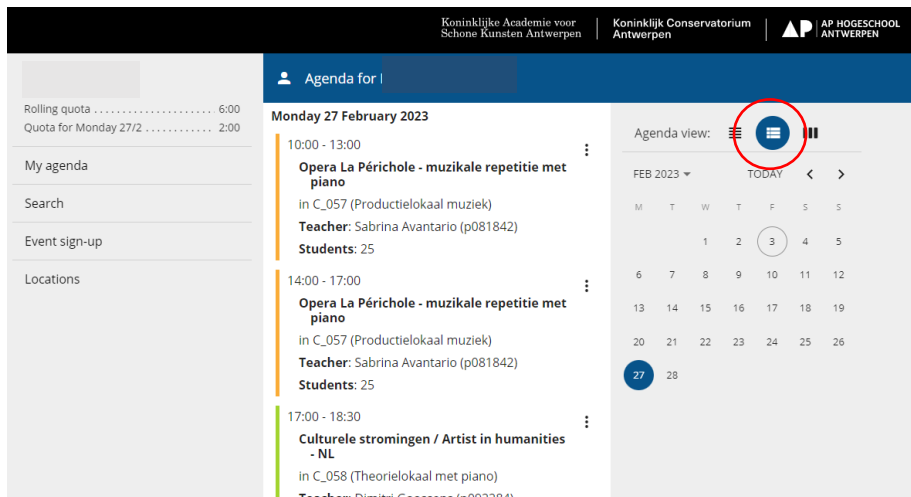 Koninklijke Academie voor
Schone Kunsten Antwerpen
Koninklijk Conservatorium
Antwerpen
AP
AP HOGESCHOOL
ANTWERPEN
Rolling quota . . . . . . . . . . . . . . . . . . . . . 6:00
Quota for Monday 27/2 . . . . . . . . . . . . 2:00
My agenda
Search
Event sign-up
Locations
Agenda for
Monday 27 February 2023
10:00 - 13:00
Opera La Périchole - muzikale repetitie met
piano
in C_057 (Productielokaal muziek)
Teacher: Sabrina Avantario (p081842)
Students: 25
14:00 - 17:00
Opera La Périchole - muzikale repetitie met
piano
in C_057 (Productielokaal muziek)
Teacher: Sabrina Avantario (p081842)
Students: 25
17:00 - 18:30
Culturele stromingen / Artist in humanities
- NL
in C_058 (Theorielokaal met piano)
Agenda view:
FEB 2023 TODAY
M T W T F S S
1 2 3 4 5
6 7 8 9 10 11 12
13 14 15 16 17 18 19
20 21 22 23 24 25 26
27 28